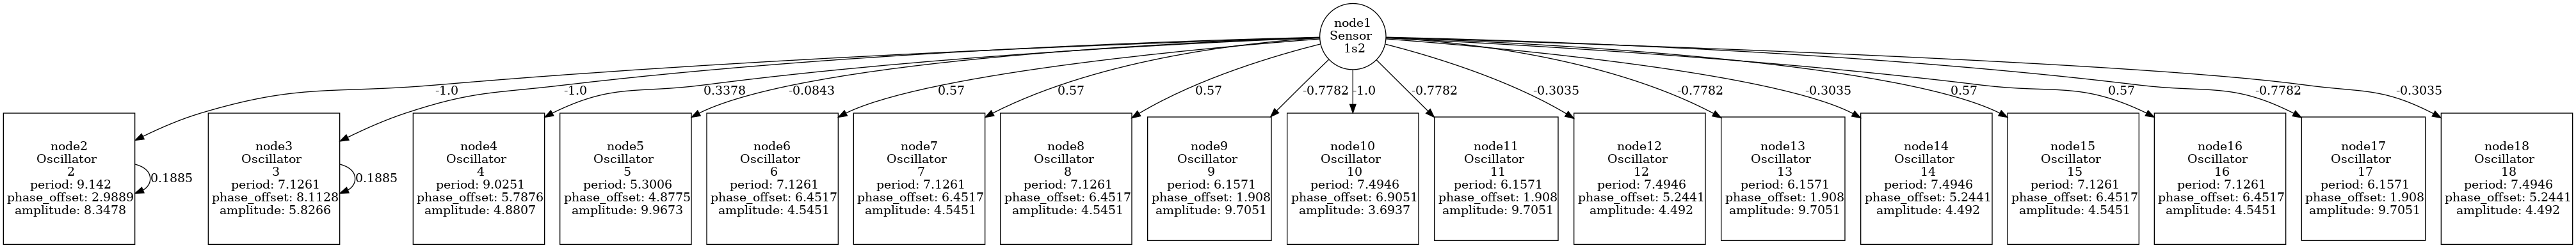 node1
Sensor
1s2
-1.0
-1.0
0.3378
-0.0843
0.57
0.57
0.57
-0.7782
-1.0
-0.7782
-0.3035
-0.7782
-0.3035
0.57
0.57
-0.7782
-0.3035
node2
Oscillator
2
period: 9.142
phase_offset: 2.9889
amplitude: 8.3478
0.1885
node3
Oscillator
3
period: 7.1261
phase_offset: 8.1128
amplitude: 5.8266
0.1885
node4
Oscillator
4
period: 9.0251
phase_offset: 5.7876
amplitude: 4.8807
node5
Oscillator
5
period: 5.3006
phase_offset: 4.8775
amplitude: 9.9673
node6
Oscillator
6
period: 7.1261
phase_offset: 6.4517
amplitude: 4.5451
node7
Oscillator
7
period: 7.1261
phase_offset: 6.4517
amplitude: 4.5451
node8
Oscillator
8
period: 7.1261
phase_offset: 6.4517
amplitude: 4.5451
node9
Oscillator
9
period: 6.1571
phase_offset: 1.908
amplitude: 9.7051
node10
Oscillator
10
period: 7.4946
phase_offset: 6.9051
amplitude: 3.6937
node11
Oscillator
11
period: 6.1571
phase_offset: 1.908
amplitude: 9.7051
node12
Oscillator
12
period: 7.4946
phase_offset: 5.2441
amplitude: 4.492
node13
Oscillator
13
period: 6.1571
phase_offset: 1.908
amplitude: 9.7051
node14
Oscillator
14
period: 7.4946
phase_offset: 5.2441
amplitude: 4.492
node15
Oscillator
15
period: 7.1261
phase_offset: 6.4517
amplitude: 4.5451
node16
Oscillator
16
period: 7.1261
phase_offset: 6.4517
amplitude: 4.5451
node17
Oscillator
17
period: 6.1571
phase_offset: 1.908
amplitude: 9.7051
node18
Oscillator
18
period: 7.4946
phase_offset: 5.2441
amplitude: 4.492